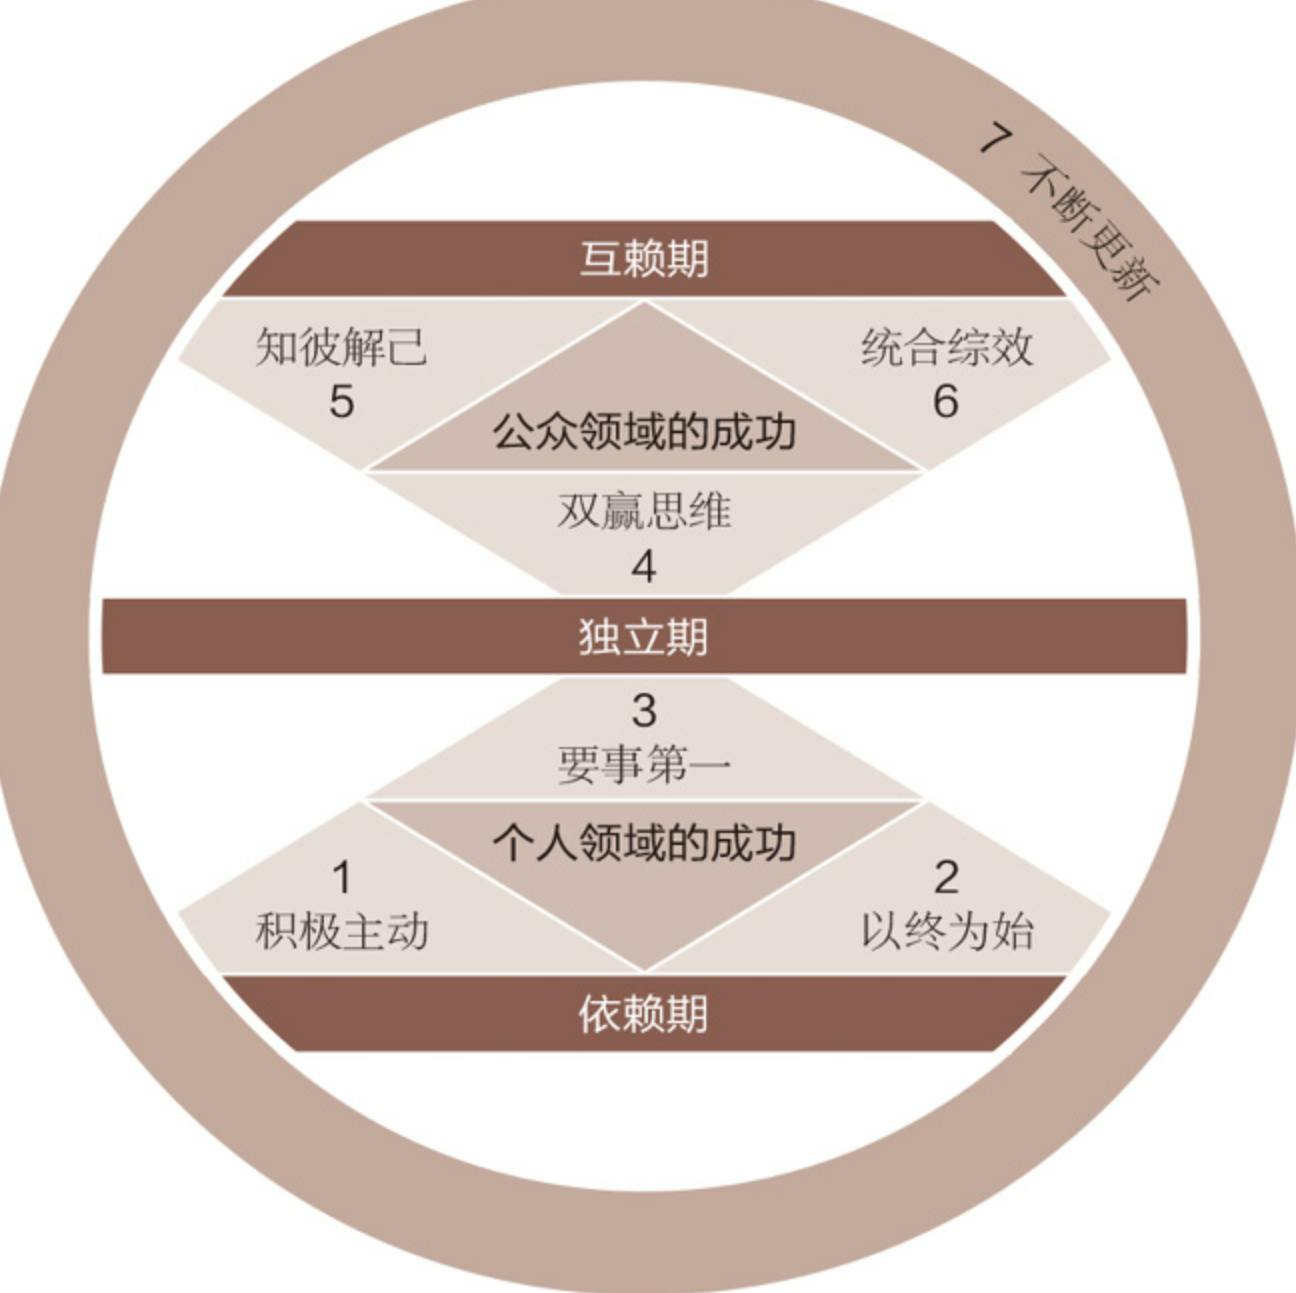 7 不断更新
互赖期
知彼解己
5
统合综效
6
公众领域的成功
双赢思维
4
独立期
3
要事第一
个人领域的成功
1
积极主动
2
以终为始
依赖期